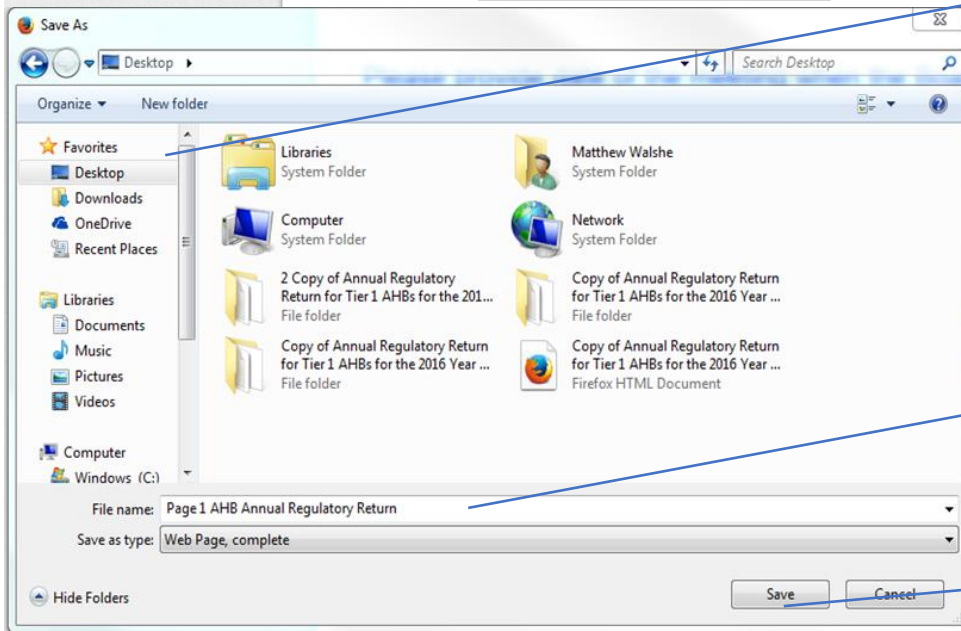 Save As
Desktop
Search Desktop
Organize
New folder
Favorites
Desktop
Downloads
OneDrive
Recent Places
Libraries
Documents
Music
Pictures
Videos
Computer
Windows (C:)
Libraries
System Folder
Matthew Walshe
System Folder
Computer
System Folder
Network
System Folder
2 Copy of Annual Regulatory
Return for Tier 1 AHBs for the 201...
File folder
Copy of Annual Regulatory Return
for Tier 1 AHBs for the 2016 Year ...
File folder
Copy of Annual Regulatory Return
for Tier 1 AHBs for the 2016 Year ...
File folder
Copy of Annual Regulatory Return
for Tier 1 AHBs for the 2016 Year ...
Firefox HTML Document
File name: Page 1 AHB Annual Regulatory Return
Save as type: Web Page, complete
Hide Folders
Save
Cancel